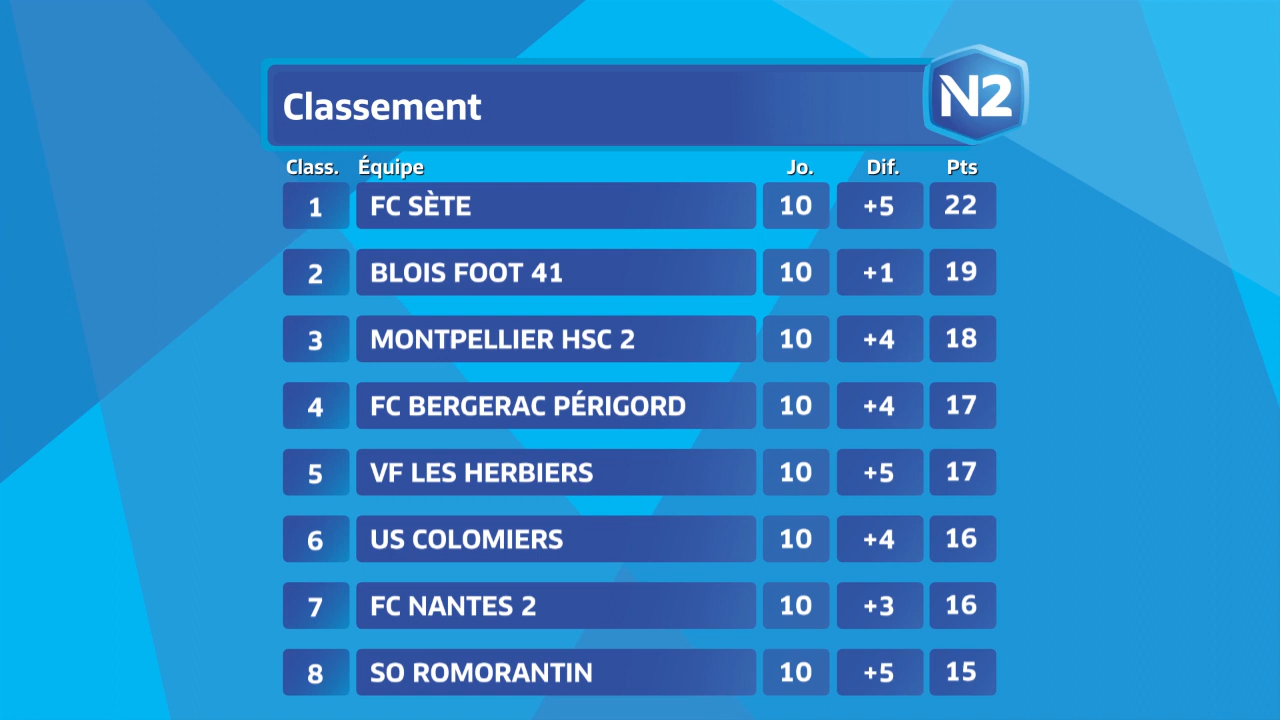 Classement N2
Class. Équipe Jo. Dif. Pts
1 FC SÈTE 10 +5 22
2 BLOIS FOOT 41 10 +1 19
3 MONTPELLIER HSC 2 10 +4 18
4 FC BERGERAC PÉRIGORD 10 +4 17
5 VF LES HERBIERS 10 +5 17
6 US COLOMIERS 10 +4 16
7 FC NANTES 2 10 +3 16
8 SO ROMORANTIN 10 +5 15